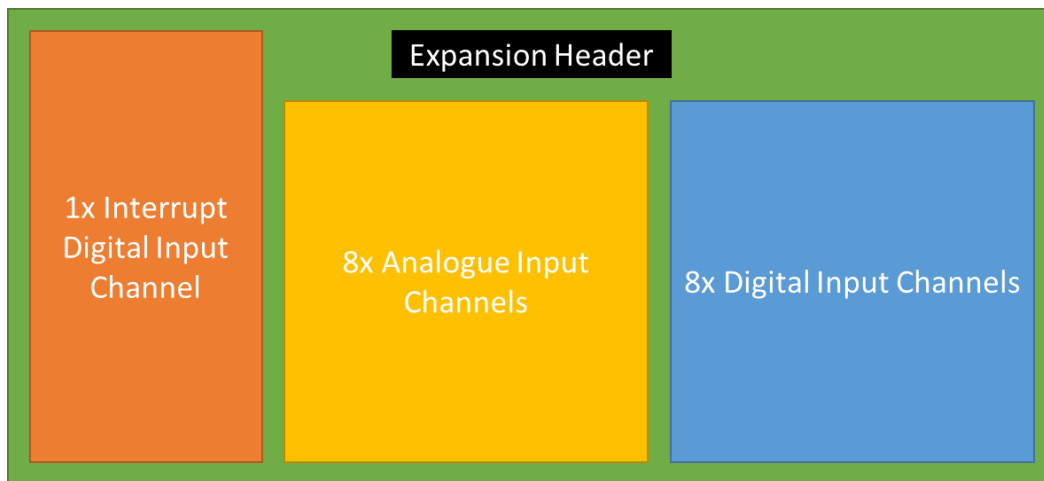 Expansion Header
1x Interrupt
Digital Input
Channel
8x Analogue Input
Channels
8x Digital Input Channels